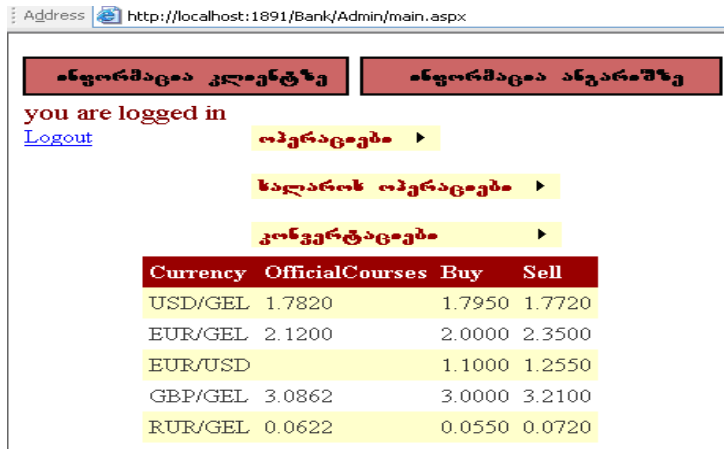 Address http://localhost:1891/Bank/Admin/main.aspx
ინფორმაცია კლიენტზე ინფორმაცია ანგარიშზე
you are logged in
Logout ოპერაციები
სალაროს ოპერაციები
კონვერტაციები
Currency OfficialCourses Buy Sell
USD/GEL 1.7820 1.7950 1.7720
EUR/GEL 2.1200 2.0000 2.3500
EUR/USD 1.1000 1.2550
GBP/GEL 3.0862 3.0000 3.2100
RUR/GEL 0.0622 0.0550 0.0720